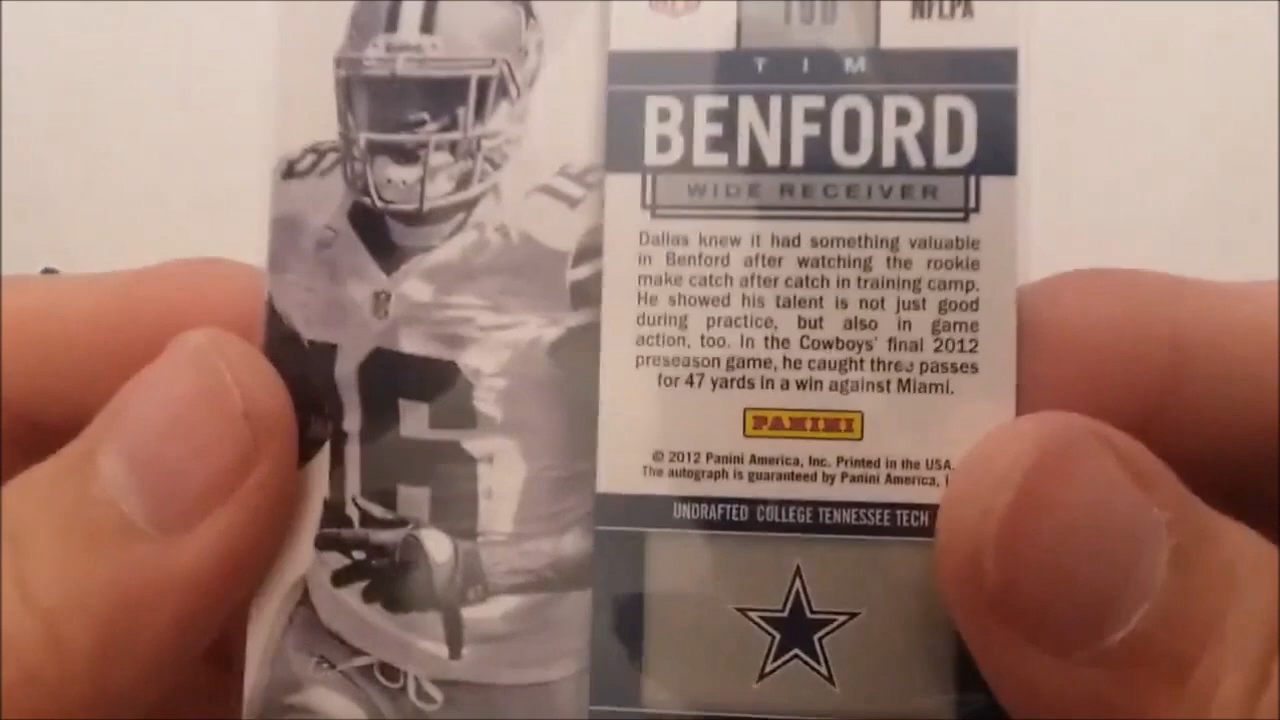 NFLPA
TIM
BENFORD
WIDE RECEIVER
Dallas knew it had something valuable
in Benford after watching the rookie
make catch after catch in training camp.
He showed his talent is not just good
during practice, but also in game
action, too. In the Cowboys' final 2012
preseason game, he caught three passes
for 47 yards in a win against Miami.
PANINI
© 2012 Panini America, Inc. Printed in the USA.
The autograph is guaranteed by Panini America,
UNDRAFTED COLLEGE TENNESSEE TECH
16
16